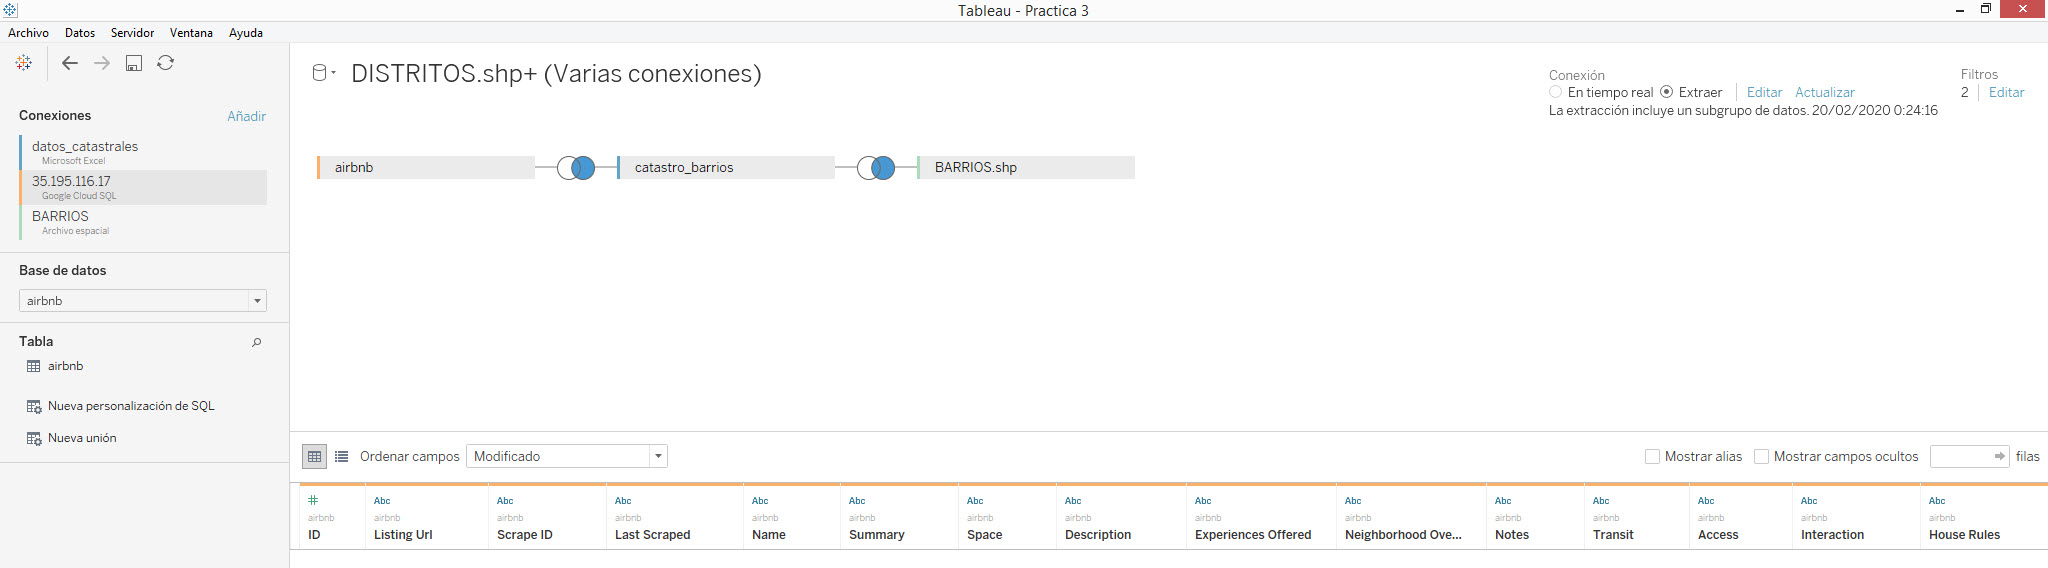 Tableau - Practica 3
Archivo Datos Servidor Ventana Ayuda
Conexiones Añadir
datos_catastrales
Microsoft Excel
35.195.116.17
Google Cloud SQL
BARRIOS
Archivo espacial
Base de datos
airbnb
Tabla
airbnb
Nueva personalización de SQL
Nueva unión
DISTRITOS.shp+ (Varias conexiones)
Conexión
En tiempo real Extraer Editar Actualizar
La extracción incluye un subgrupo de datos. 20/02/2020 0:24:16
Filtros
2 Editar
airbnb catastro_barrios BARRIOS.shp
Ordenar campos Modificado Mostrar alias Mostrar campos ocultos filas
# Abc Abc Abc Abc Abc Abc Abc Abc Abc Abc Abc Abc Abc Abc
airbnb airbnb airbnb airbnb airbnb airbnb airbnb airbnb airbnb airbnb airbnb airbnb airbnb airbnb airbnb
ID Listing Url Scrape ID Last Scraped Name Summary Space Description Experiences Offered Neighborhood Ove... Notes Transit Access Interaction House Rules